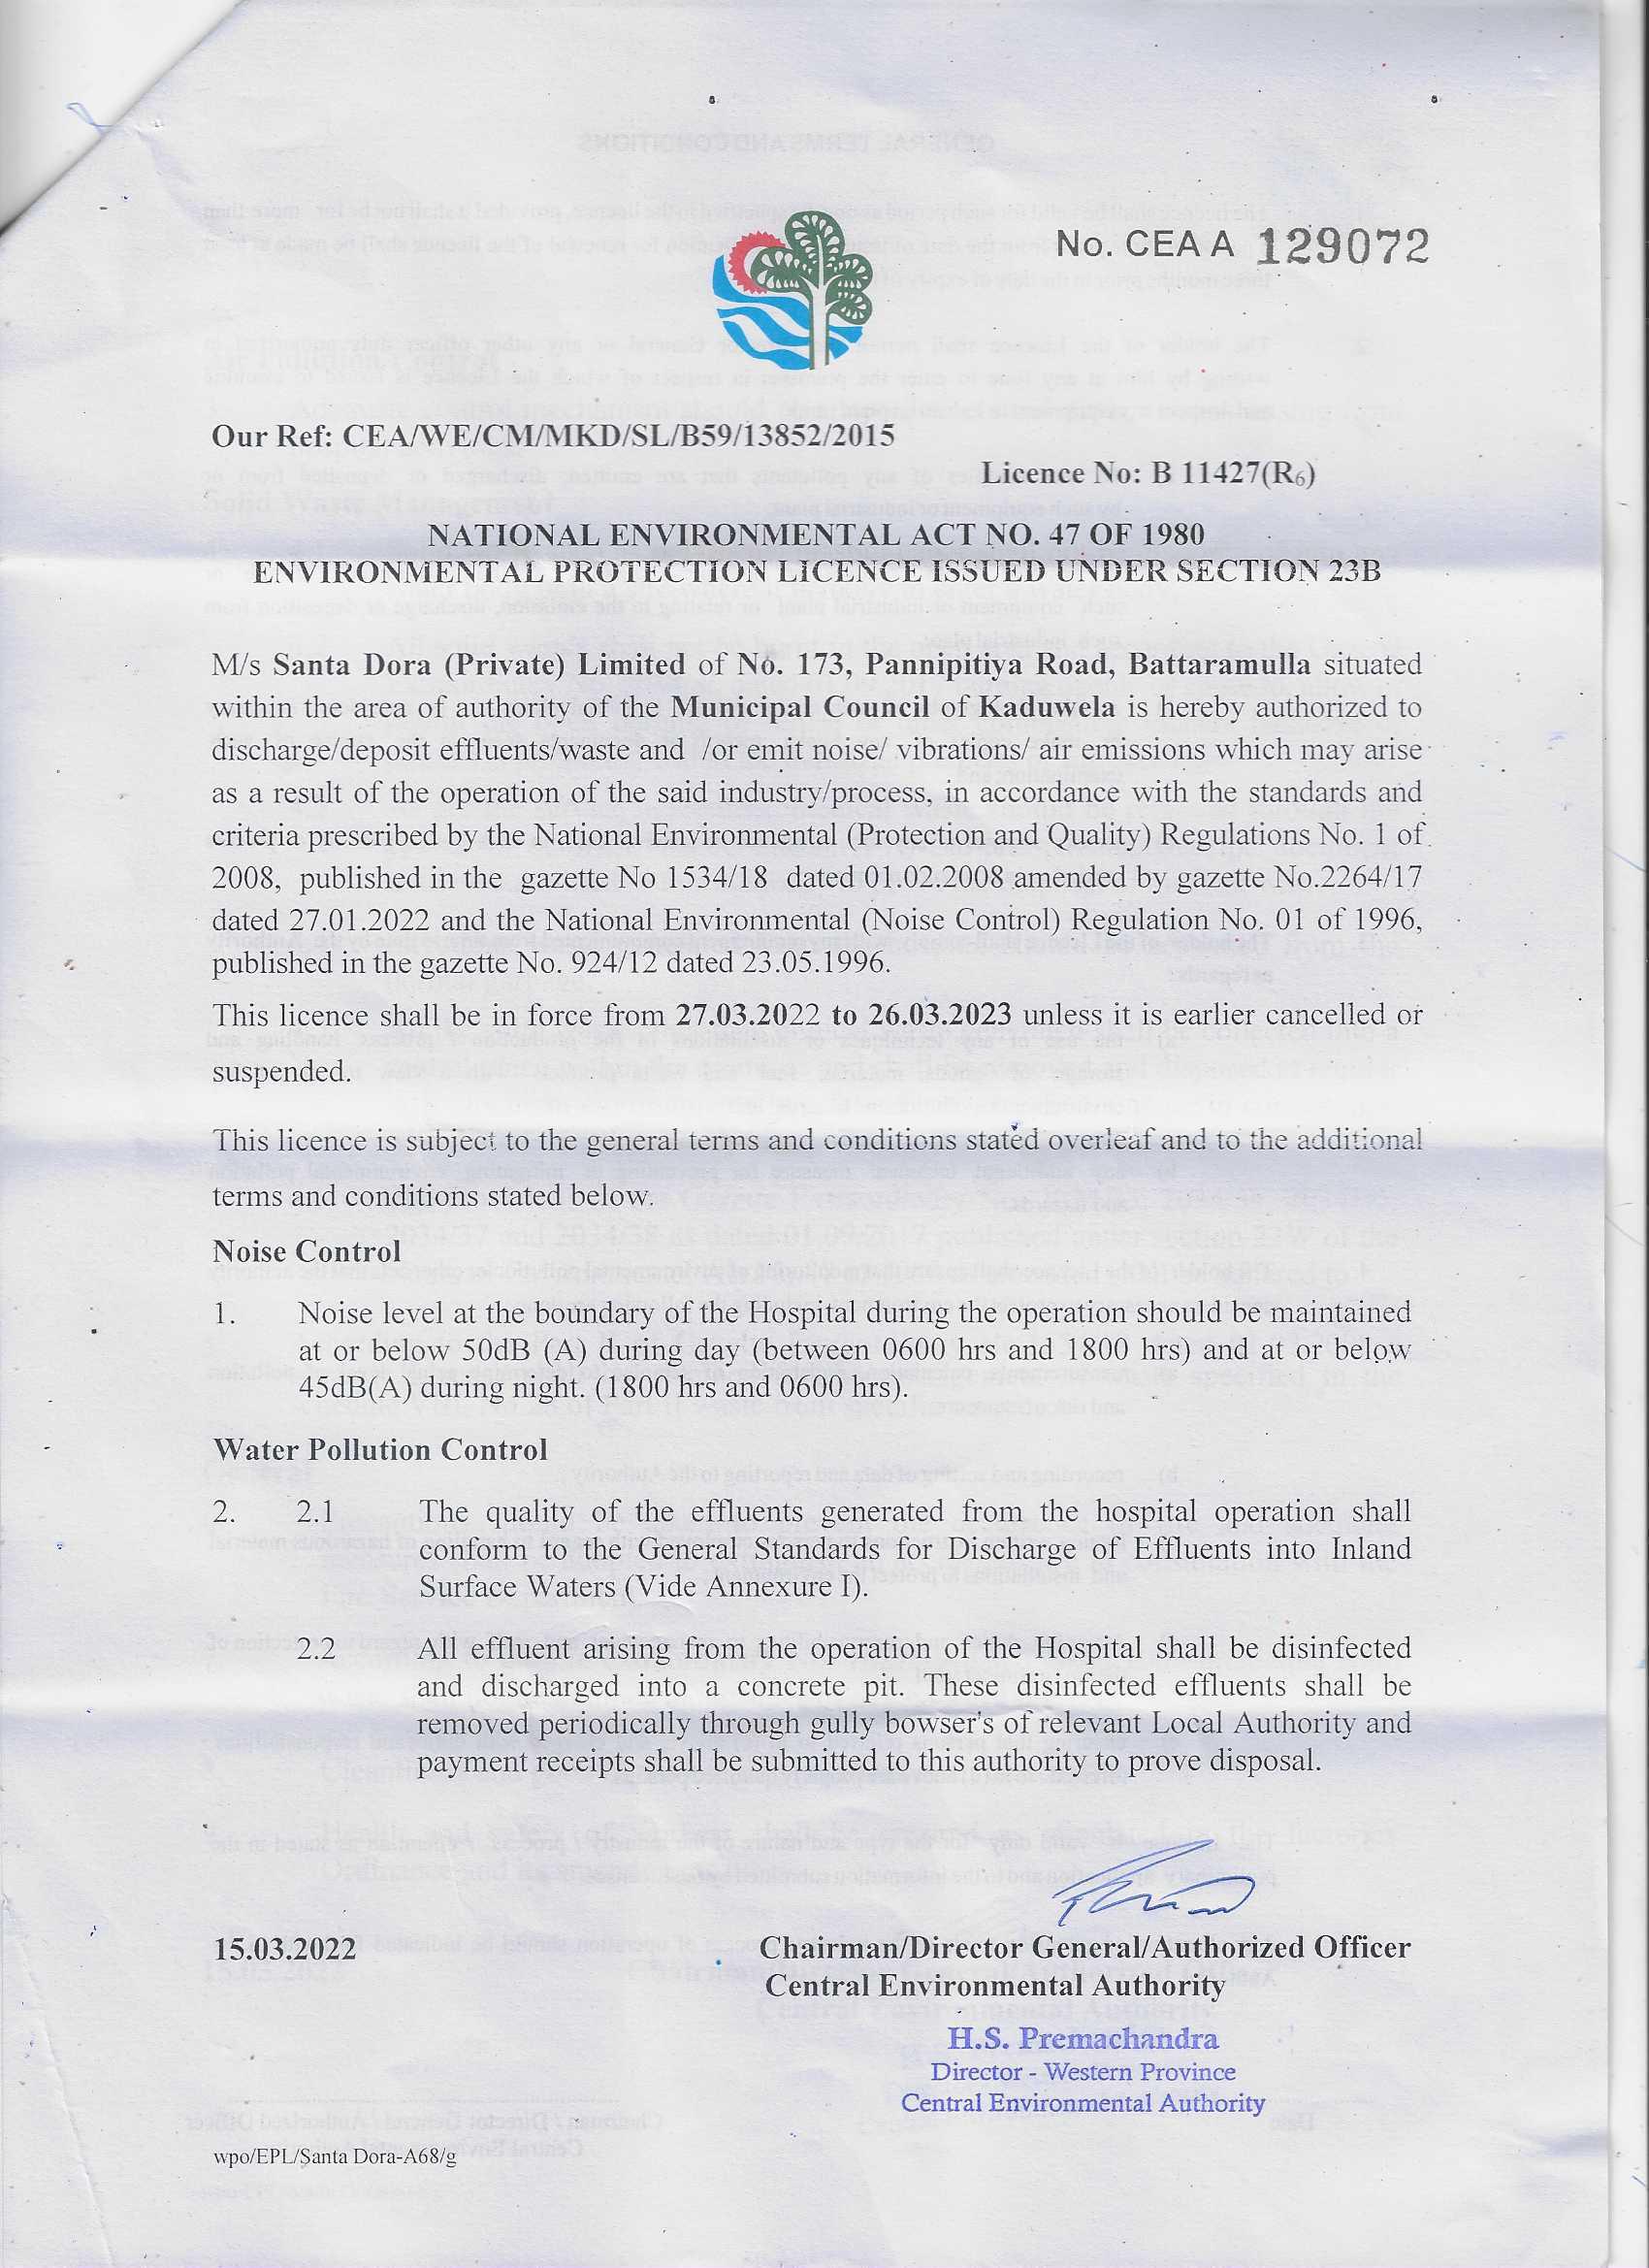 No. CEA A 129072
Our Ref: CEA/WE/CM/MKD/SL/B59/13852/2015
Licence No: B 11427(R₆)
NATIONAL ENVIRONMENTAL ACT NO. 47 OF 1980
ENVIRONMENTAL PROTECTION LICENCE ISSUED UNDER SECTION 23B
M/s Santa Dora (Private) Limited of No. 173, Pannipitiya Road, Battaramulla situated
within the area of authority of the Municipal Council of Kaduwela is hereby authorized to
discharge/deposit effluents/waste and /or emit noise/ vibrations/ air emissions which may arise
as a result of the operation of the said industry/process, in accordance with the standards and
criteria prescribed by the National Environmental (Protection and Quality) Regulations No. 1 of
2008, published in the gazette No 1534/18 dated 01.02.2008 amended by gazette No.2264/17
dated 27.01.2022 and the National Environmental (Noise Control) Regulation No. 01 of 1996,
published in the gazette No. 924/12 dated 23.05.1996.
This licence shall be in force from 27.03.2022 to 26.03.2023 unless it is earlier cancelled or
suspended.
This licence is subject to the general terms and conditions stated overleaf and to the additional
terms and conditions stated below.
Noise Control
1. Noise level at the boundary of the Hospital during the operation should be maintained
at or below 50dB (A) during day (between 0600 hrs and 1800 hrs) and at or below
45dB(A) during night. (1800 hrs and 0600 hrs).
Water Pollution Control
2. 2.1 The quality of the effluents generated from the hospital operation shall
conform to the General Standards for Discharge of Effluents into Inland
Surface Waters (Vide Annexure I).
2.2 All effluent arising from the operation of the Hospital shall be disinfected
and discharged into a concrete pit. These disinfected effluents shall be
removed periodically through gully bowser's of relevant Local Authority and
payment receipts shall be submitted to this authority to prove disposal.
15.03.2022
Chairman/Director General/Authorized Officer
Central Environmental Authority
H.S. Premachandra
Director - Western Province
Central Environmental Authority
wpo/EPL/Santa Dora-A68/g